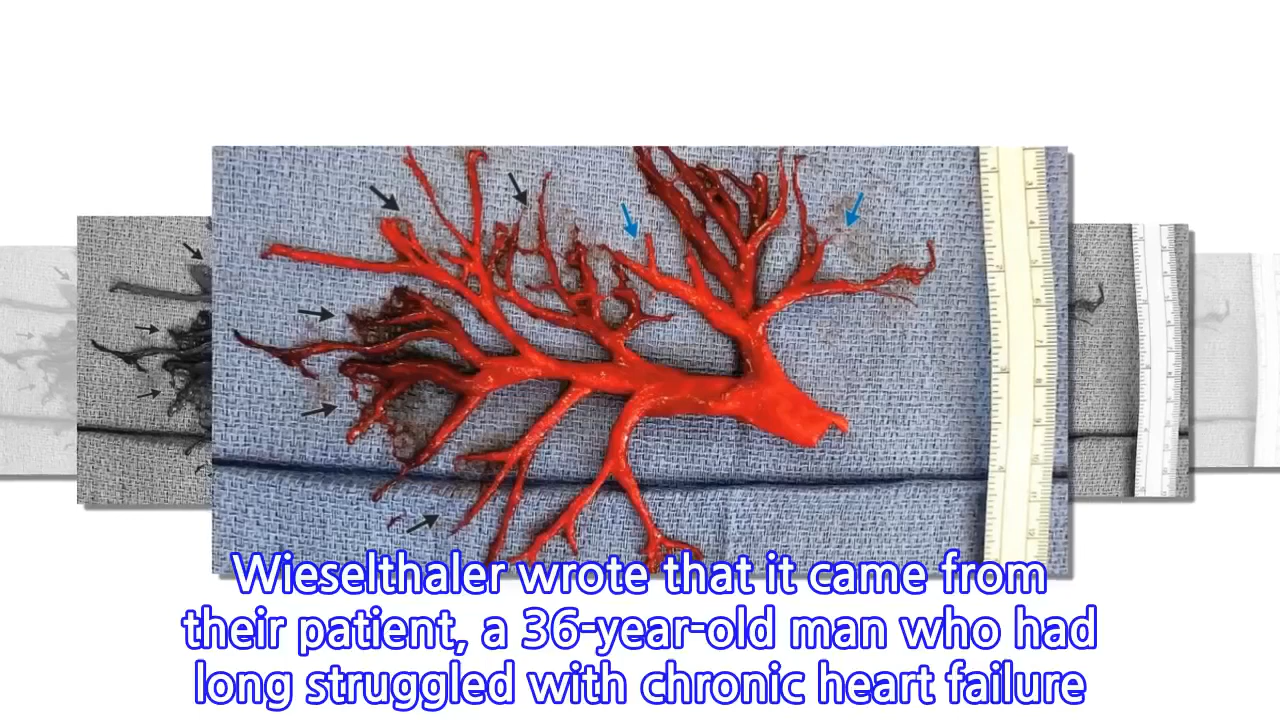 Wieselthaler wrote that it came from
their patient, a 36-year-old man who had
long struggled with chronic heart failure